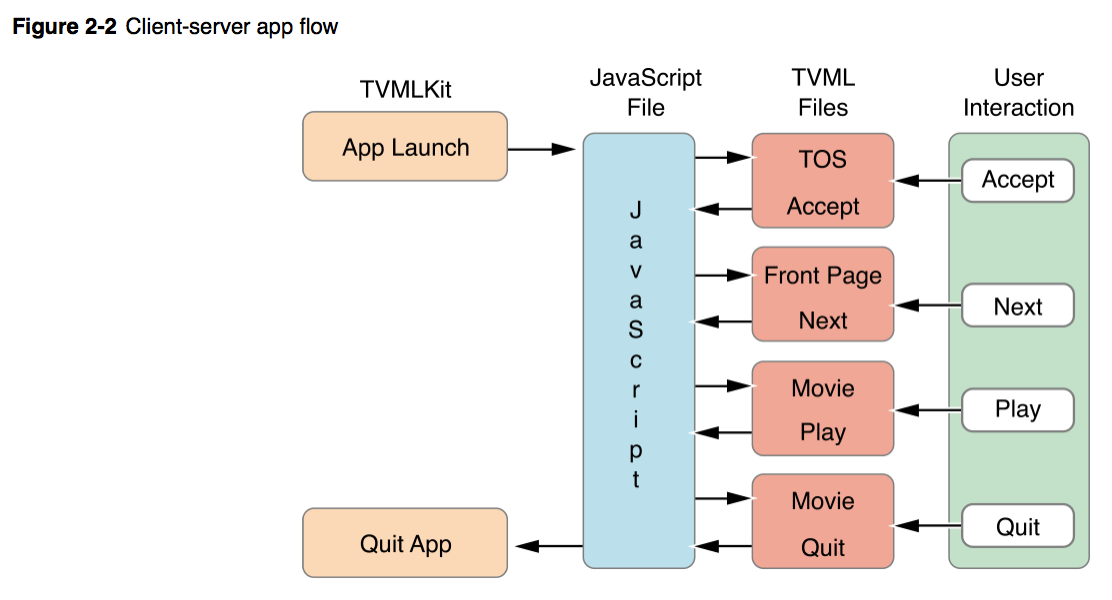 Figure 2-2 Client-server app flow
TVMLKit
JavaScript
File
TVML
Files
User
Interaction
App Launch
JavaScript
TOS
Accept
Accept
Front Page
Next
Next
Movie
Play
Play
Movie
Quit
Quit
Quit App